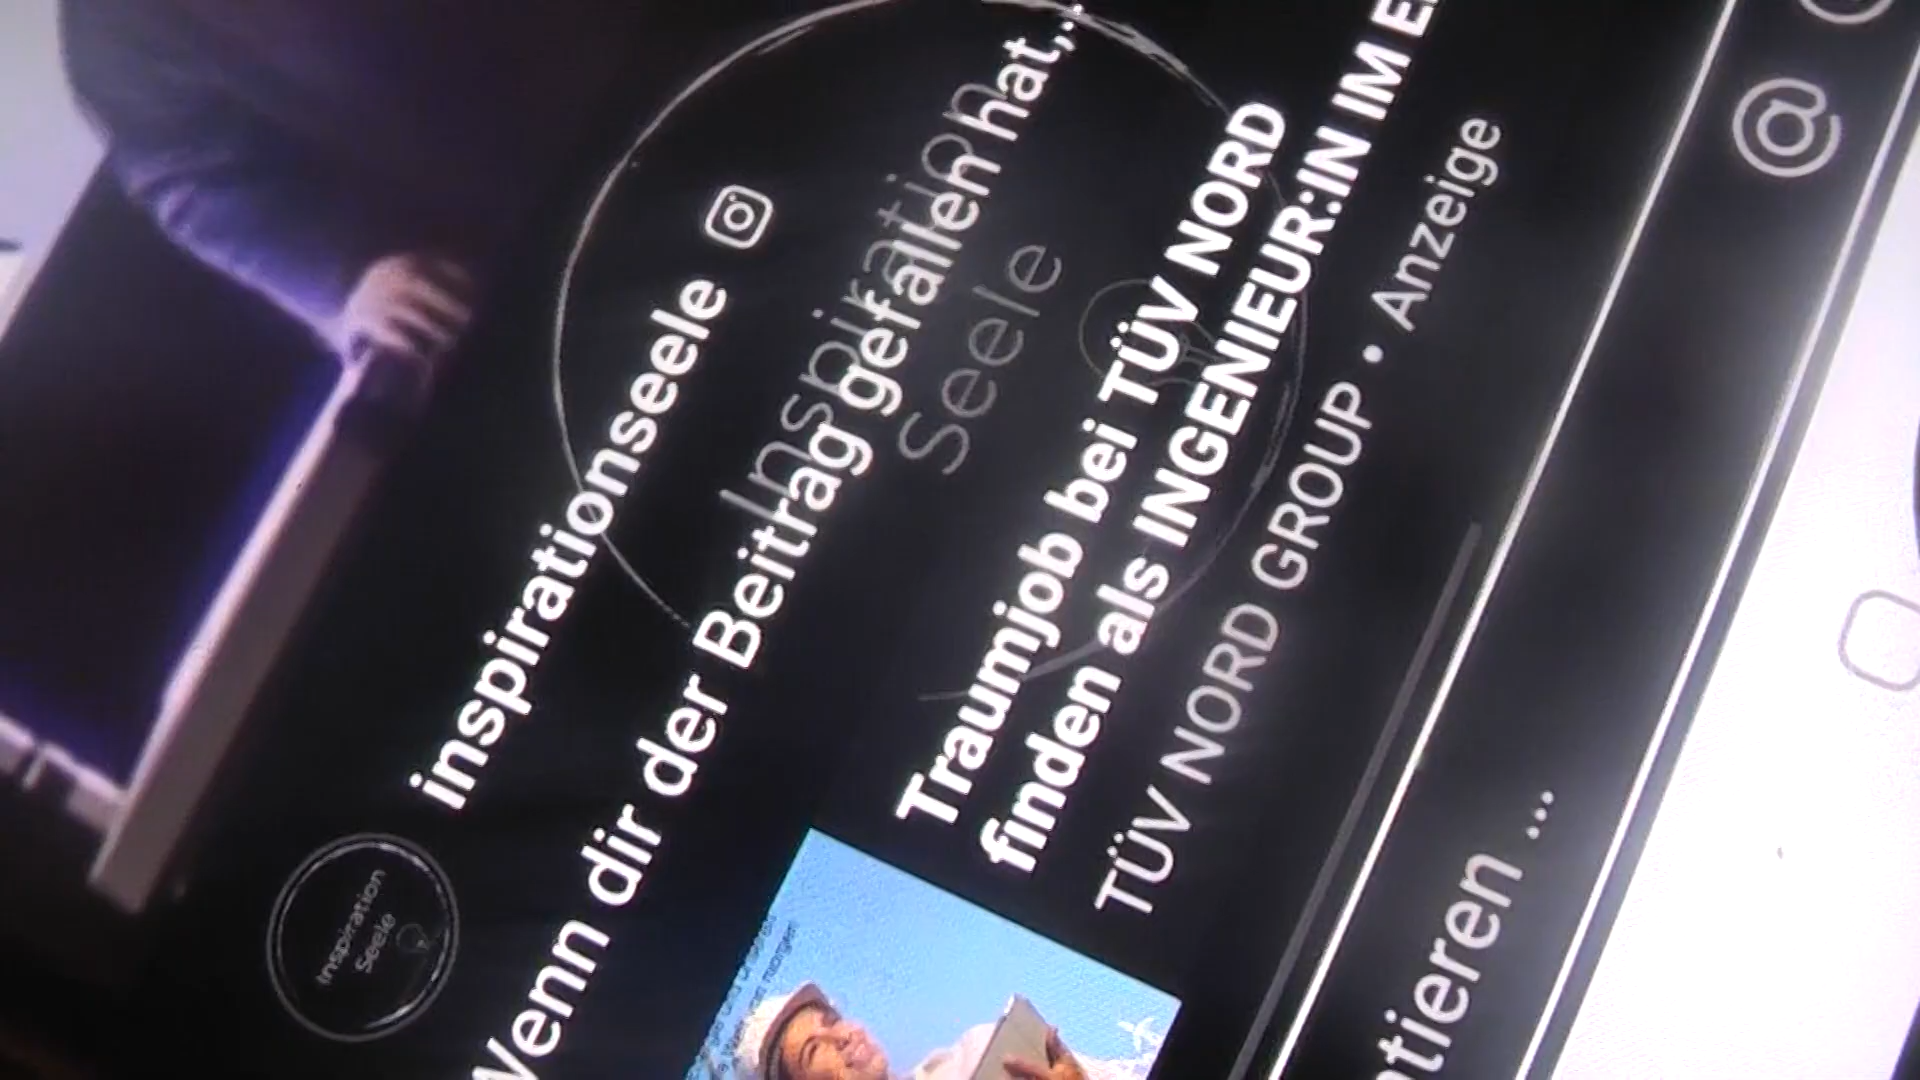 inspirationseele
Wenn dir der Beitrag gefallen hat,...
Inspiration
Seele
Traumjob bei TÜV NORD
finden als INGENIEUR:IN IM
TÜV NORD GROUP • Anzeige
Inspiration
Seele
...
@